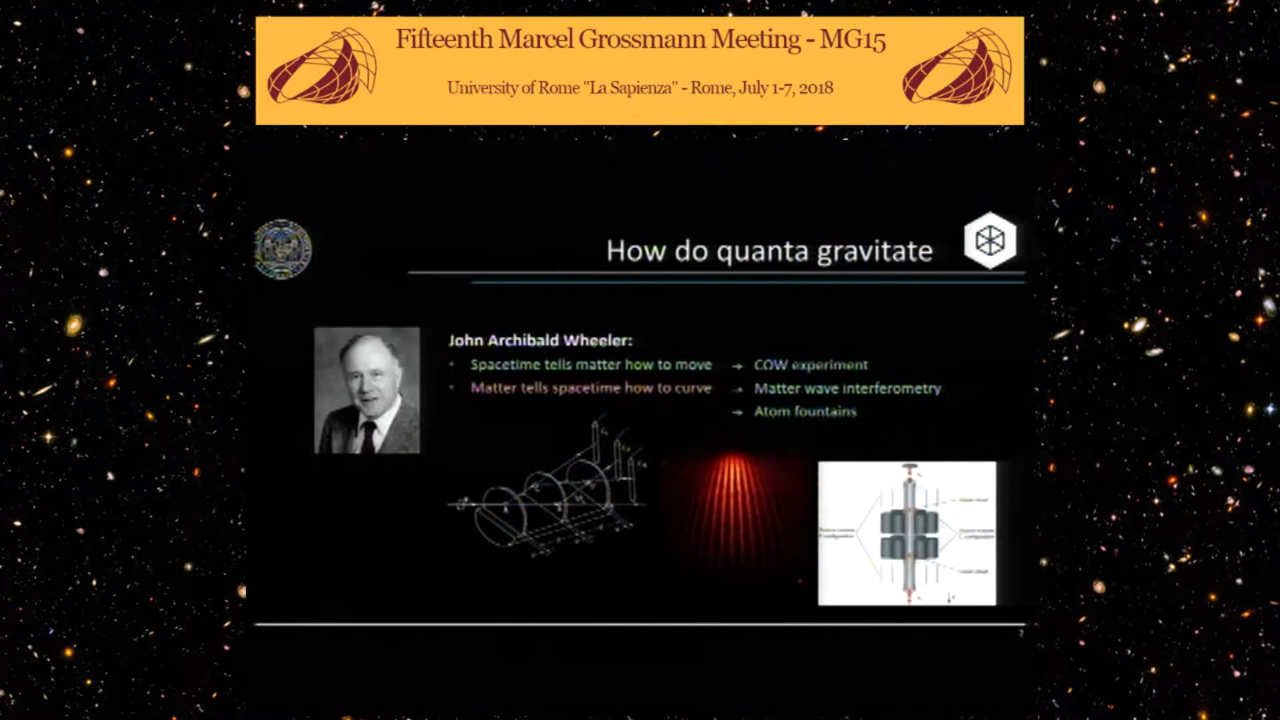 Fifteenth Marcel Grossmann Meeting - MG15
University of Rome "La Sapienza" - Rome, July 1-7, 2018
How do quanta gravitate
John Archibald Wheeler:
• Spacetime tells matter how to move → COW experiment
• Matter tells spacetime how to curve → Matter wave interferometry
→ Atom fountains
2